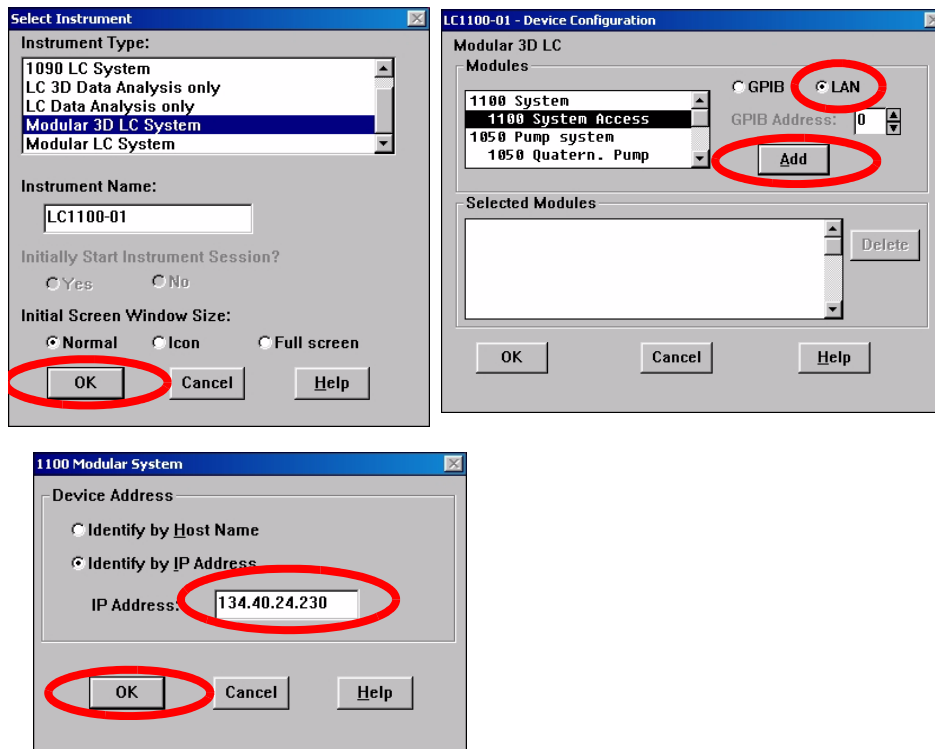 Select Instrument
Instrument Type:
1090 LC System
LC 3D Data Analysis only
LC Data Analysis only
Modular 3D LC System
Modular LC System
Instrument Name:
LC1100-01
Initially Start Instrument Session?
Yes No
Initial Screen Window Size:
Normal Icon Full screen
OK Cancel Help
LC1100-01 - Device Configuration
Modular 3D LC
Modules
GPIB LAN
1100 System
1100 System Access
1050 Pump system
1050 Quatern. Pump
GPIB Address: 0
Add
Selected Modules
Delete
OK Cancel Help
1100 Modular System
Device Address
Identify by Host Name
Identify by IP Address
IP Address: 134.40.24.230
OK Cancel Help